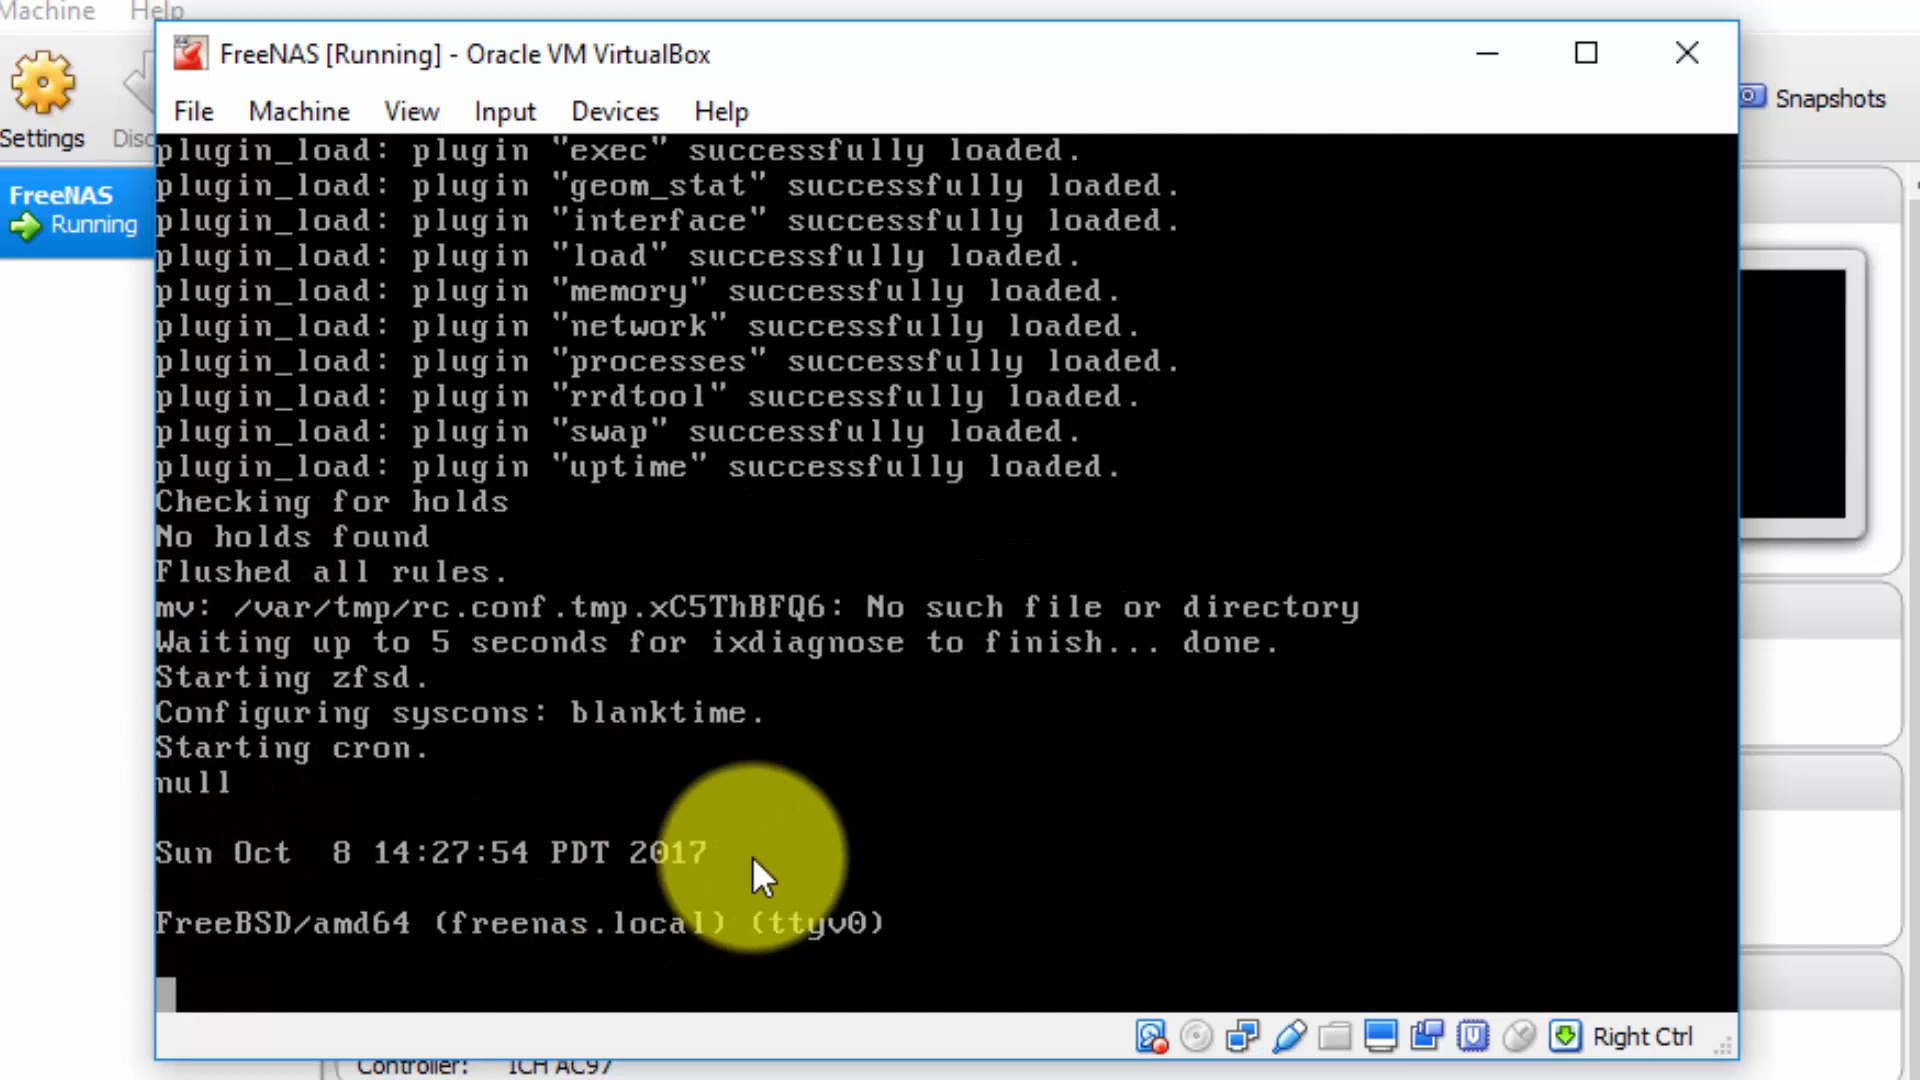 Machine Help
FreeNAS [Running] - Oracle VM VirtualBox
Settings
Disc
Snapshots
File Machine View Input Devices Help
FreeNAS
Running
plugin_load: plugin "exec" successfully loaded.
plugin_load: plugin "geom_stat" successfully loaded.
plugin_load: plugin "interface" successfully loaded.
plugin_load: plugin "load" successfully loaded.
plugin_load: plugin "memory" successfully loaded.
plugin_load: plugin "network" successfully loaded.
plugin_load: plugin "processes" successfully loaded.
plugin_load: plugin "rrdtool" successfully loaded.
plugin_load: plugin "swap" successfully loaded.
plugin_load: plugin "uptime" successfully loaded.
Checking for holds
No holds found
Flushed all rules.
mv: /var/tmp/rc.conf.tmp.xC5ThBFQ6: No such file or directory
Waiting up to 5 seconds for ixdiagnose to finish... done.
Starting zfsd.
Configuring syscons: blanktime.
Starting cron.
null
Sun Oct  8 14:27:54 PDT 2017
FreeBSD/amd64 (freenas.local) (ttyv0)
Right Ctrl
Controller: ICH AC97